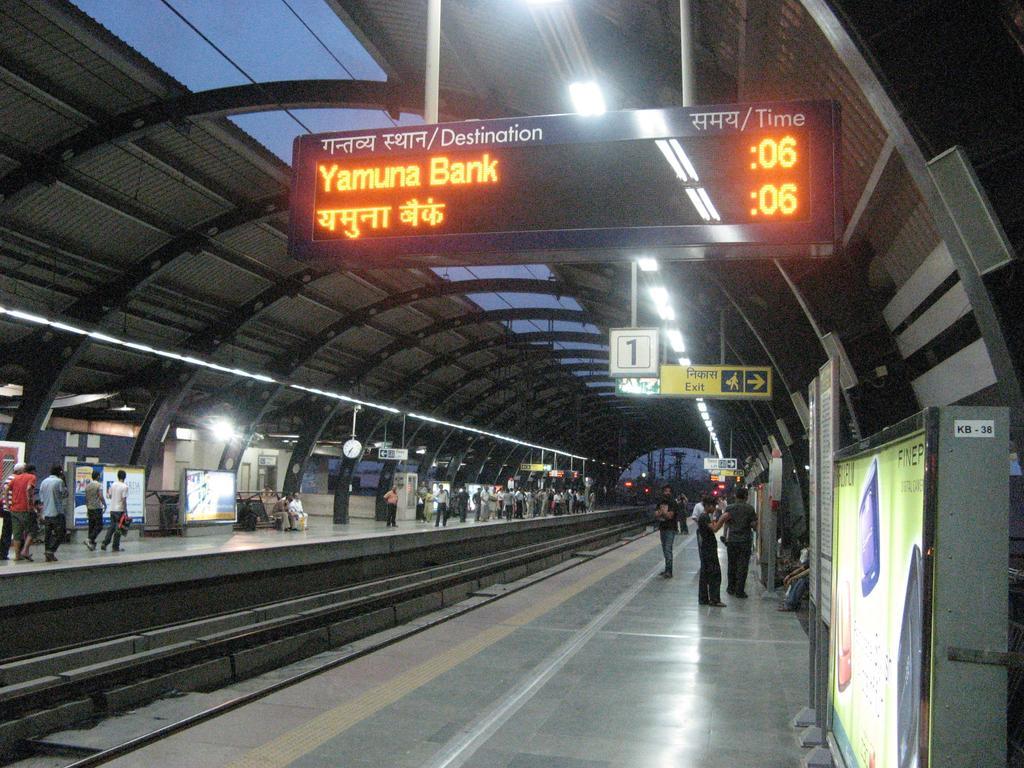 गन्तव्य स्थान/Destination
समय/Time
Yamuna Bank :06
यमुना बैंक :06
1
निकास
Exit
KB - 38
FINEP